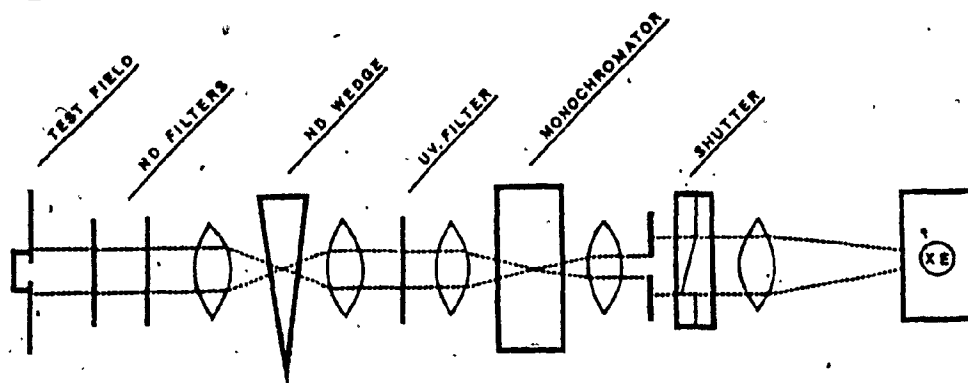 TEST FIELD
ND FILTERS
ND WEDGE
UV. FILTER
MONOCHROMATOR
SHUTTER
XE